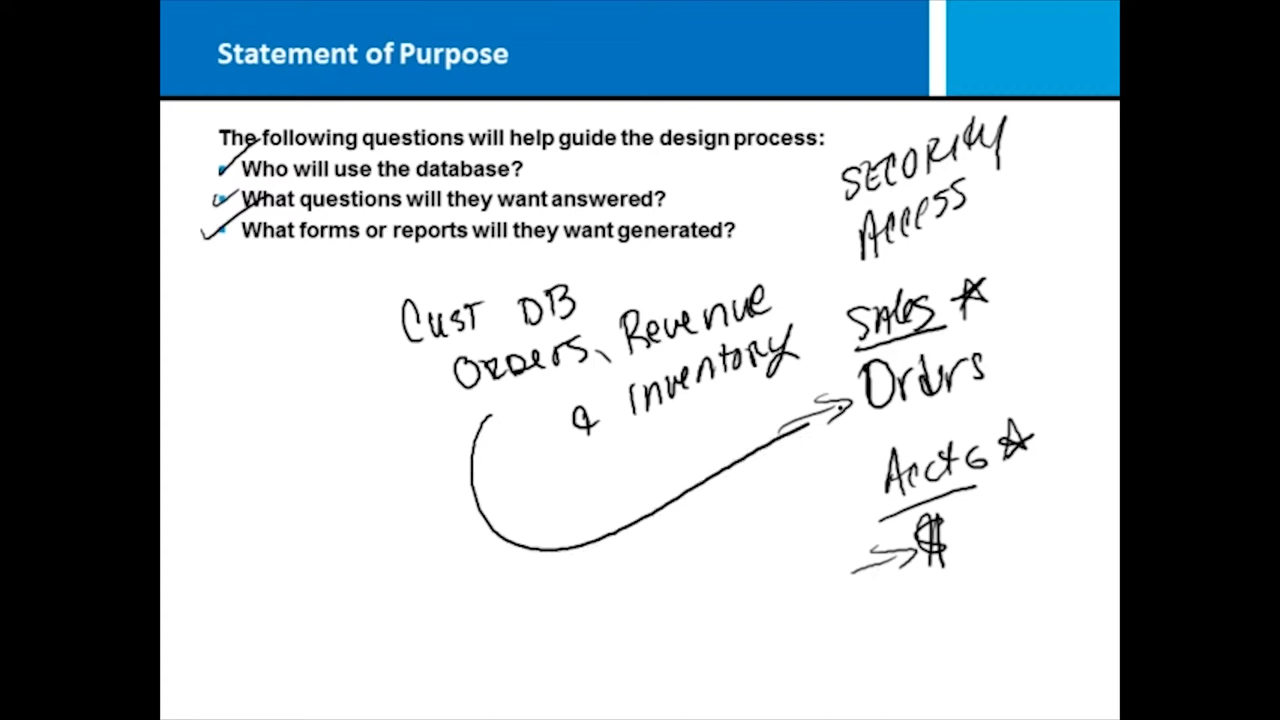 Statement of Purpose
The following questions will help guide the design process:
Who will use the database?
What questions will they want answered?
What forms or reports will they want generated?
SECORITY
Access
Cust DB
Orders, Revenue
& inventory
Sales
Orders
Acctg
$